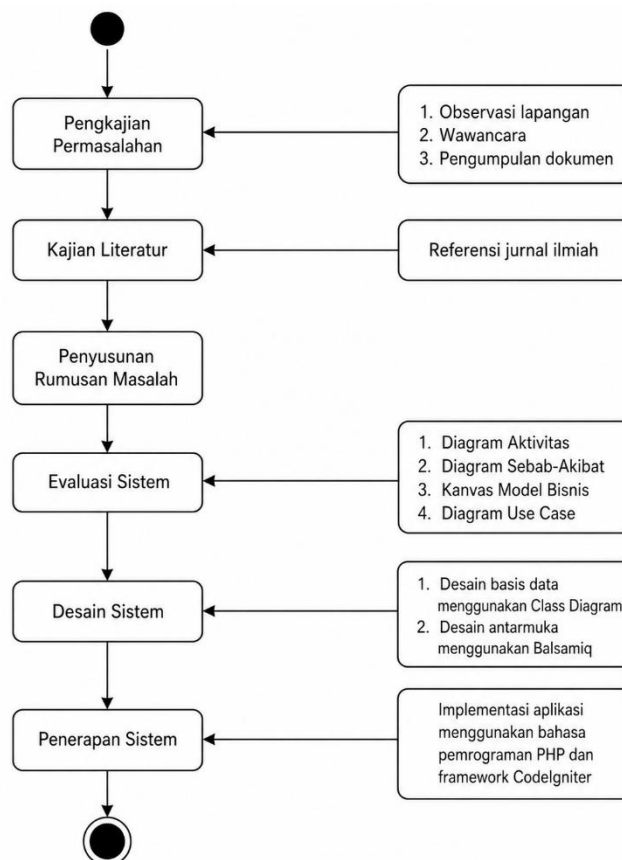 Pengkajian
Permasalahan
1. Observasi lapangan
2. Wawancara
3. Pengumpulan dokumen
Kajian Literatur
Referensi jurnal ilmiah
Penyusunan
Rumusan Masalah
Evaluasi Sistem
1. Diagram Aktivitas
2. Diagram Sebab-Akibat
3. Kanvas Model Bisnis
4. Diagram Use Case
Desain Sistem
1. Desain basis data
menggunakan Class Diagram
2. Desain antarmuka
menggunakan Balsamiq
Penerapan Sistem
Implementasi aplikasi
menggunakan bahasa
pemrograman PHP dan
framework CodeIgniter